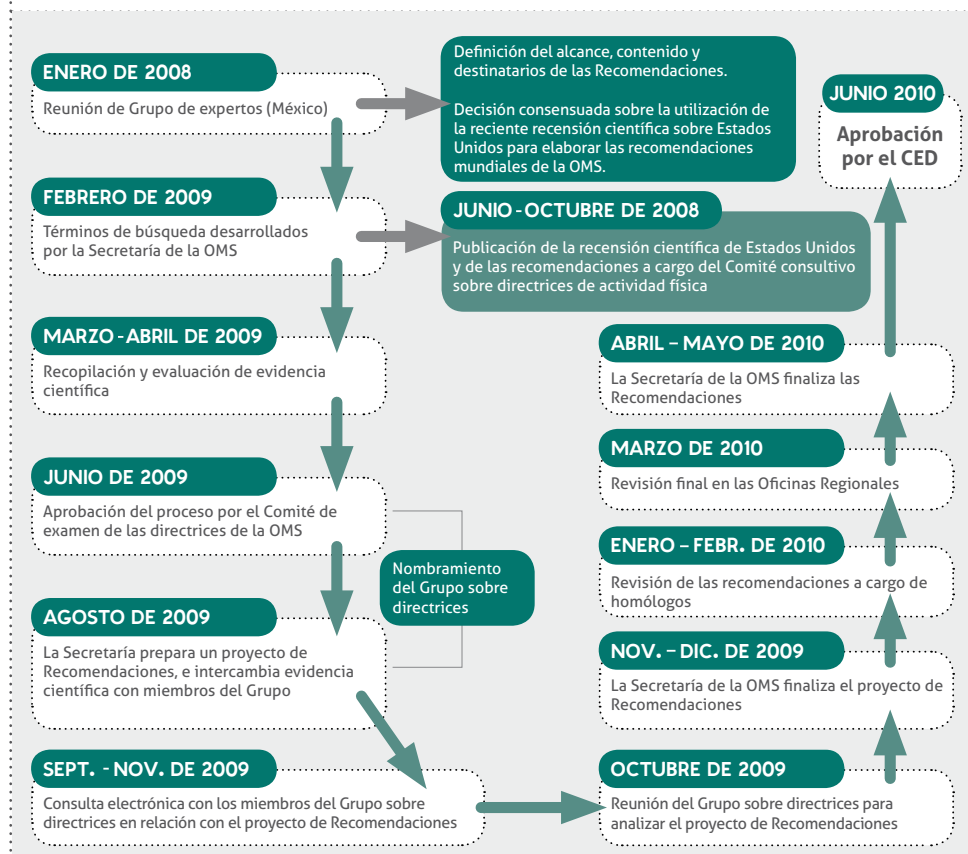 ENERO DE 2008
Reunión de Grupo de expertos (México)
Definición del alcance, contenido y
destinatarios de las Recomendaciones.
Decisión consensuada sobre la utilización de
la reciente recensión científica sobre Estados
Unidos para elaborar las recomendaciones
mundiales de la OMS.
FEBRERO DE 2009
Términos de búsqueda desarrollados
por la Secretaría de la OMS
JUNIO - OCTUBRE DE 2008
Publicación de la recensión científica de Estados Unidos
y de las recomendaciones a cargo del Comité consultivo
sobre directrices de actividad física
MARZO - ABRIL DE 2009
Recopilación y evaluación de evidencia
científica
JUNIO DE 2009
Aprobación del proceso por el Comité de
examen de las directrices de la OMS
Nombramiento
del Grupo sobre
directrices
AGOSTO DE 2009
La Secretaría prepara un proyecto de
Recomendaciones, e intercambia evidencia
científica con miembros del Grupo
SEPT. - NOV. DE 2009
Consulta electrónica con los miembros del Grupo sobre
directrices en relación con el proyecto de Recomendaciones
OCTUBRE DE 2009
Reunión del Grupo sobre directrices para
analizar el proyecto de Recomendaciones
NOV. – DIC. DE 2009
La Secretaría de la OMS finaliza el proyecto de
Recomendaciones
ENERO – FEBR. DE 2010
Revisión de las recomendaciones a cargo de
homólogos
MARZO DE 2010
Revisión final en las Oficinas Regionales
ABRIL – MAYO DE 2010
La Secretaría de la OMS finaliza las
Recomendaciones
JUNIO 2010
Aprobación
por el CED